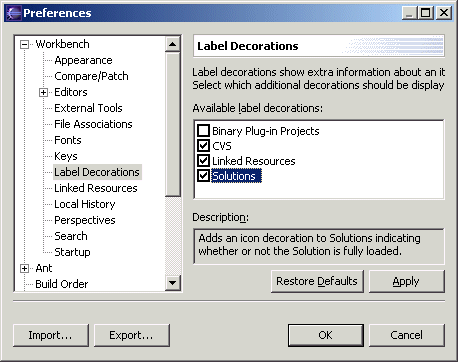 Preferences
Workbench
Appearance
Compare/Patch
Editors
External Tools
File Associations
Fonts
Keys
Label Decorations
Linked Resources
Local History
Perspectives
Search
Startup
Ant
Build Order
Label Decorations
Label decorations show extra information about an it
Select which additional decorations should be display
Available label decorations:
Binary Plug-in Projects
CVS
Linked Resources
Solutions
Description:
Adds an icon decoration to Solutions indicating
whether or not the Solution is fully loaded.
Restore Defaults
Apply
Import...
Export...
OK
Cancel